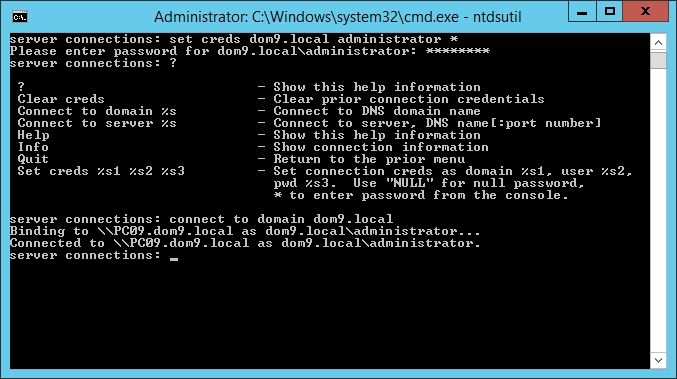 Administrator: C:\Windows\system32\cmd.exe - ntdsutil
server connections: set creds dom9.local administrator *
Please enter password for dom9.local\administrator: ********
server connections: ?
? - Show this help information
Clear creds - Clear prior connection credentials
Connect to domain %s - Connect to DNS domain name
Connect to server %s - Connect to server, DNS name[:port number]
Help - Show this help information
Info - Show connection information
Quit - Return to the prior menu
Set creds %s1 %s2 %s3 - Set connection creds as domain %s1, user %s2,
pwd %s3. Use "NULL" for null password,
* to enter password from the console.
server connections: connect to domain dom9.local
Binding to \\PC09.dom9.local as dom9.local\administrator...
Connected to \\PC09.dom9.local as dom9.local\administrator.
server connections: _